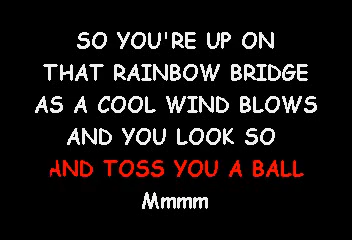 SO YOU'RE UP ON
THAT RAINBOW BRIDGE
AS A COOL WIND BLOWS
AND YOU LOOK SO
AND TOSS YOU A BALL
Mmmm